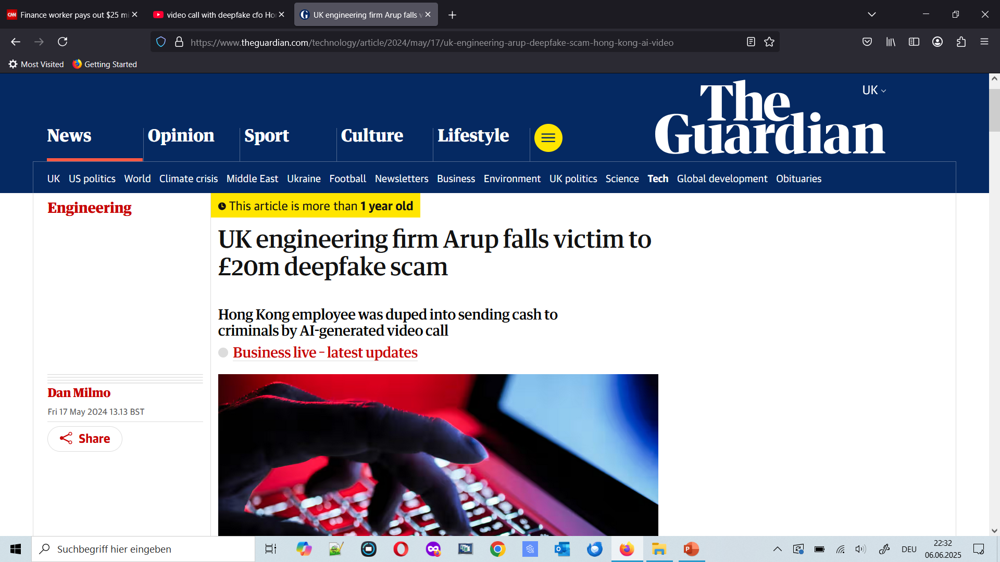 Finance worker pays out $25 mi
video call with deepfake cfo Ho
UK engineering firm Arup falls v
https://www.theguardian.com/technology/article/2024/may/17/uk-engineering-arup-deepfake-scam-hong-kong-ai-video
Most Visited
Getting Started
UK
The
Guardian
News
Opinion
Sport
Culture
Lifestyle
UK US politics World Climate crisis Middle East Ukraine Football Newsletters Business Environment UK politics Science Tech Global development Obituaries
Engineering
This article is more than 1 year old
UK engineering firm Arup falls victim to
£20m deepfake scam
Hong Kong employee was duped into sending cash to
criminals by AI-generated video call
Business live – latest updates
Dan Milmo
Fri 17 May 2024 13.13 BST
Share
Suchbegriff hier eingeben
DEU
22:32
06.06.2025